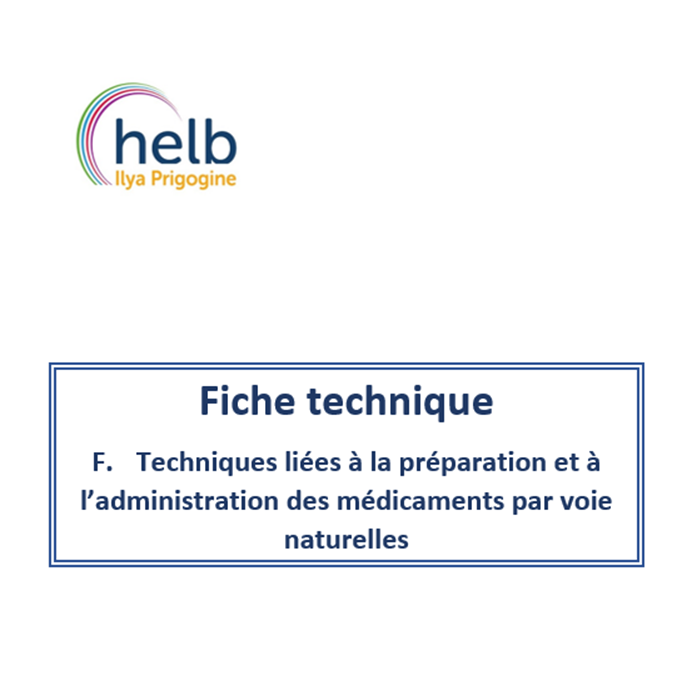 helb
Ilya Prigogine
Fiche technique
F. Techniques liées à la préparation et à
l’administration des médicaments par voie
naturelles